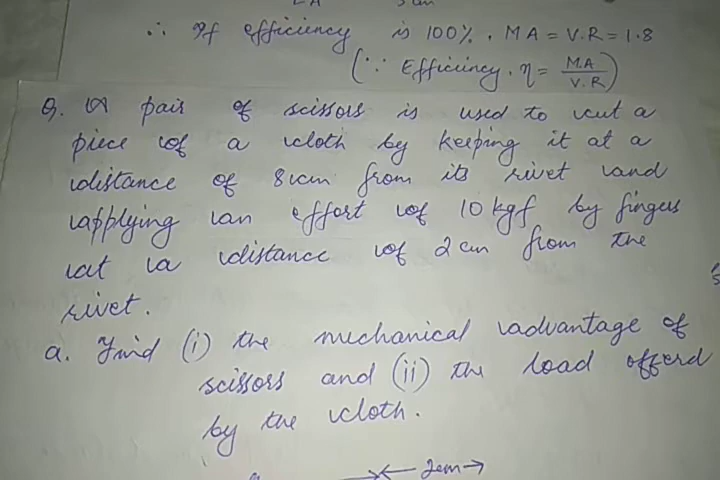 ∴ If efficiency is 100%, MA = V.R = 1.8
(∵ Efficiency, η = M.A / V.R)
Q. A pair of scissors is used to cut a
piece of a cloth by keeping it at a
distance of 8 cm from its rivet and
applying an effort of 10 kgf by fingers
at a distance of 2 cm from the
rivet.
a. Find (i) the mechanical advantage of
scissors and (ii) the load offerd
by the cloth.
2cm